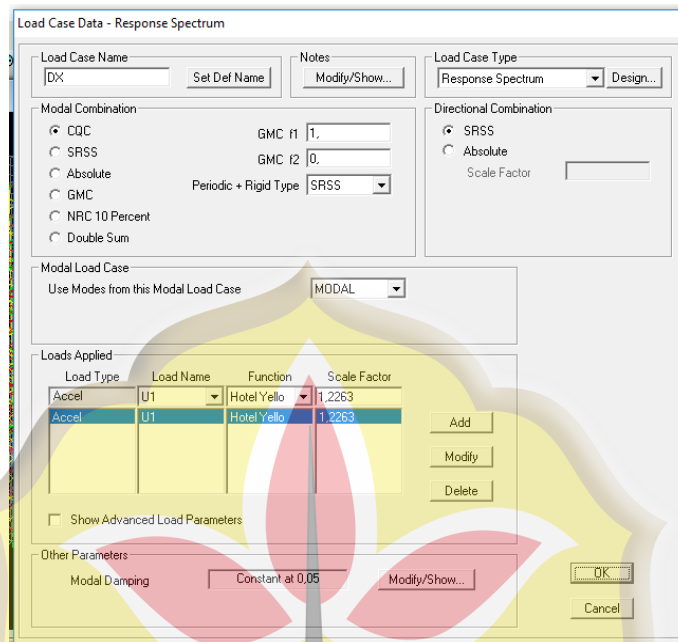 Load Case Data - Response Spectrum
Load Case Name
DX
Set Def Name
Notes
Modify/Show...
Load Case Type
Response Spectrum
Design...
Modal Combination
CQC
SRSS
Absolute
GMC
NRC 10 Percent
Double Sum
GMC f1
1,
GMC f2
0,
Periodic + Rigid Type
SRSS
Directional Combination
SRSS
Absolute
Scale Factor
Modal Load Case
Use Modes from this Modal Load Case
MODAL
Loads Applied
Load Type Load Name Function Scale Factor
Accel U1 Hotel Yello 1,2263
Accel U1 Hotel Yello 1,2263
Add
Modify
Delete
Show Advanced Load Parameters
Other Parameters
Modal Damping
Constant at 0,05
Modify/Show...
OK
Cancel